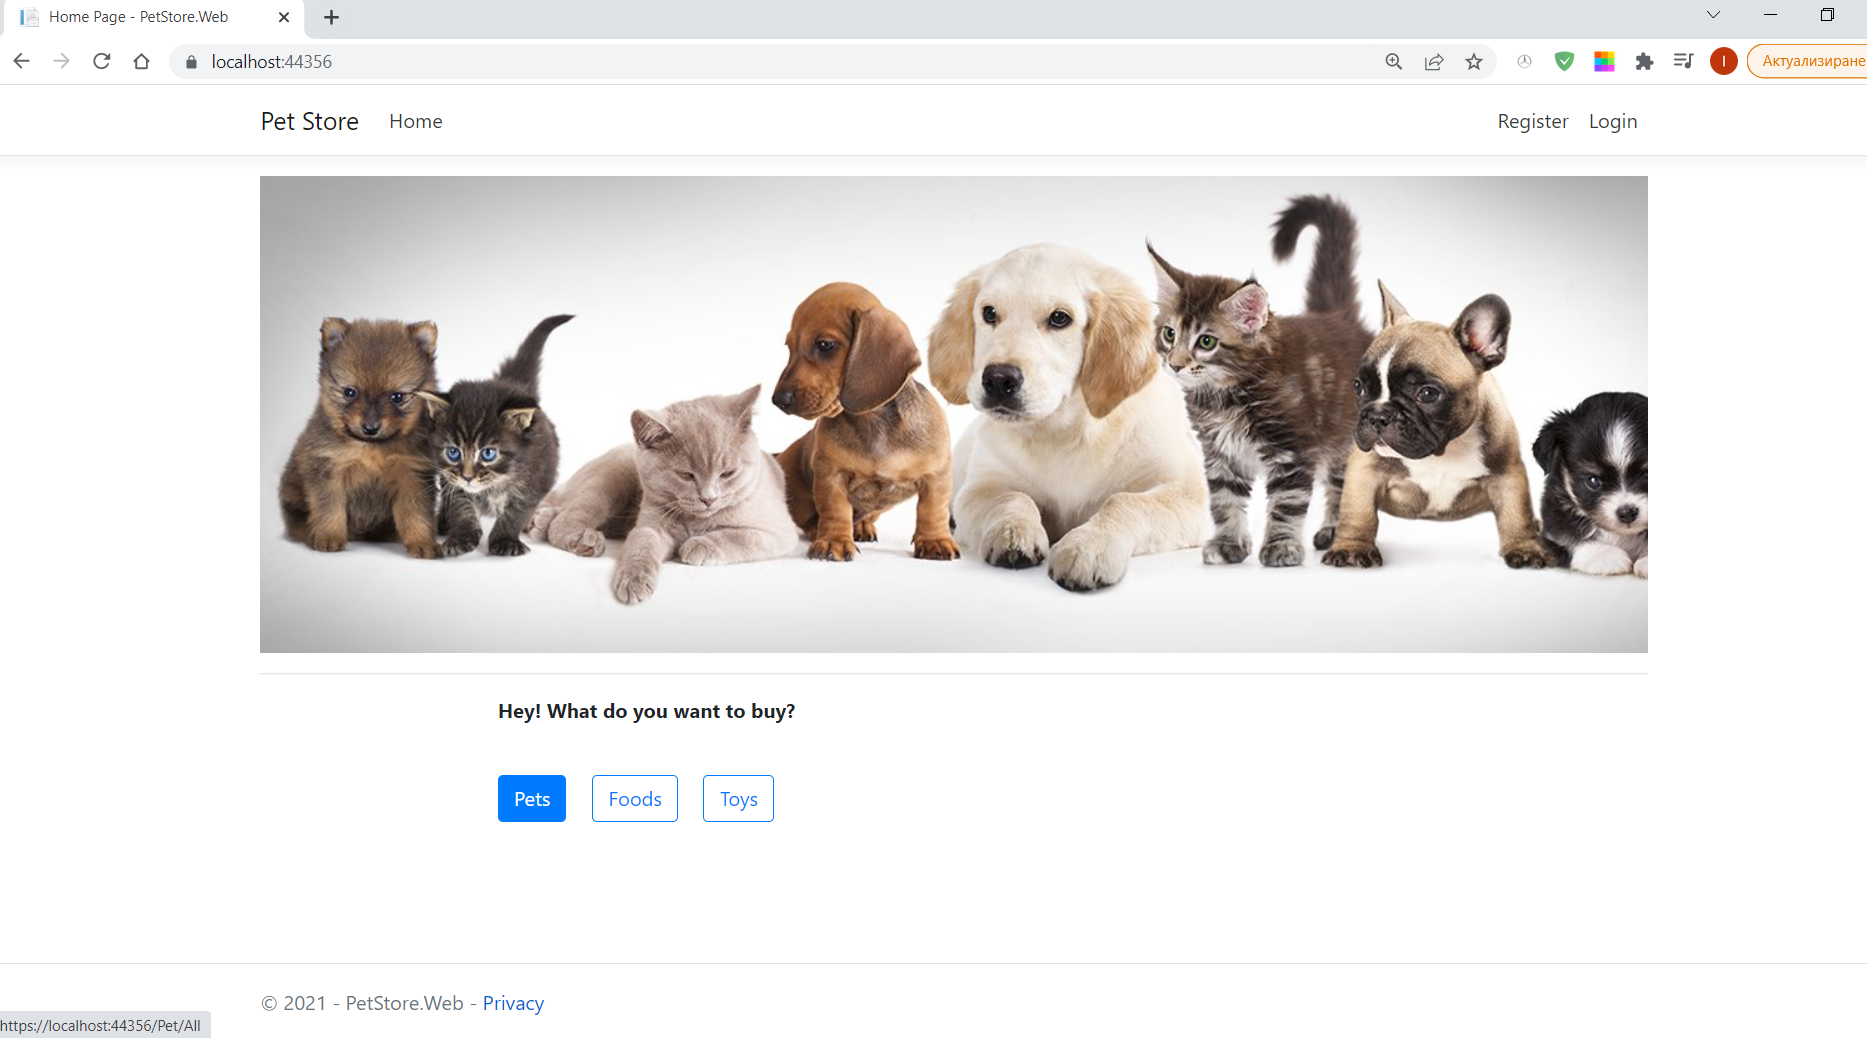 Home Page - PetStore.Web
localhost:44356
I
Актуализиране
Pet Store Home Register Login
Hey! What do you want to buy?
Pets Foods Toys
© 2021 - PetStore.Web - Privacy
https://localhost:44356/Pet/All